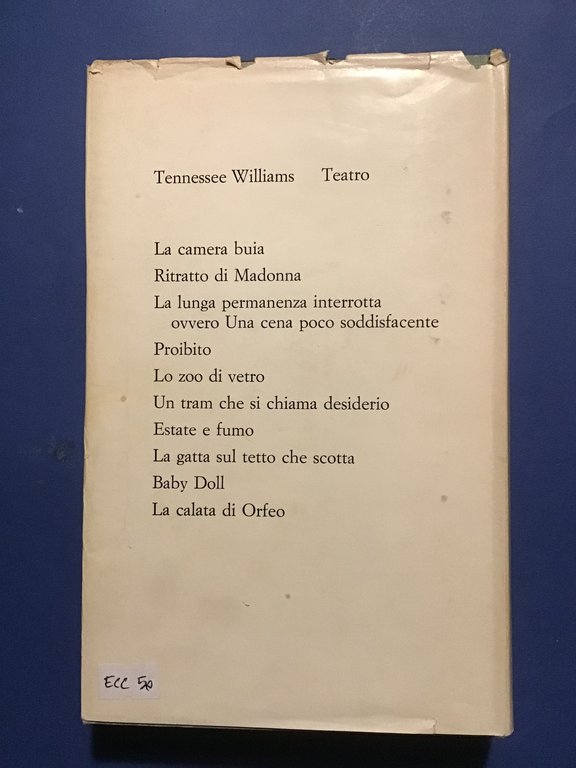 Tennessee Williams Teatro
La camera buia
Ritratto di Madonna
La lunga permanenza interrotta
ovvero Una cena poco soddisfacente
Proibito
Lo zoo di vetro
Un tram che si chiama desiderio
Estate e fumo
La gatta sul tetto che scotta
Baby Doll
La calata di Orfeo
ECC 50